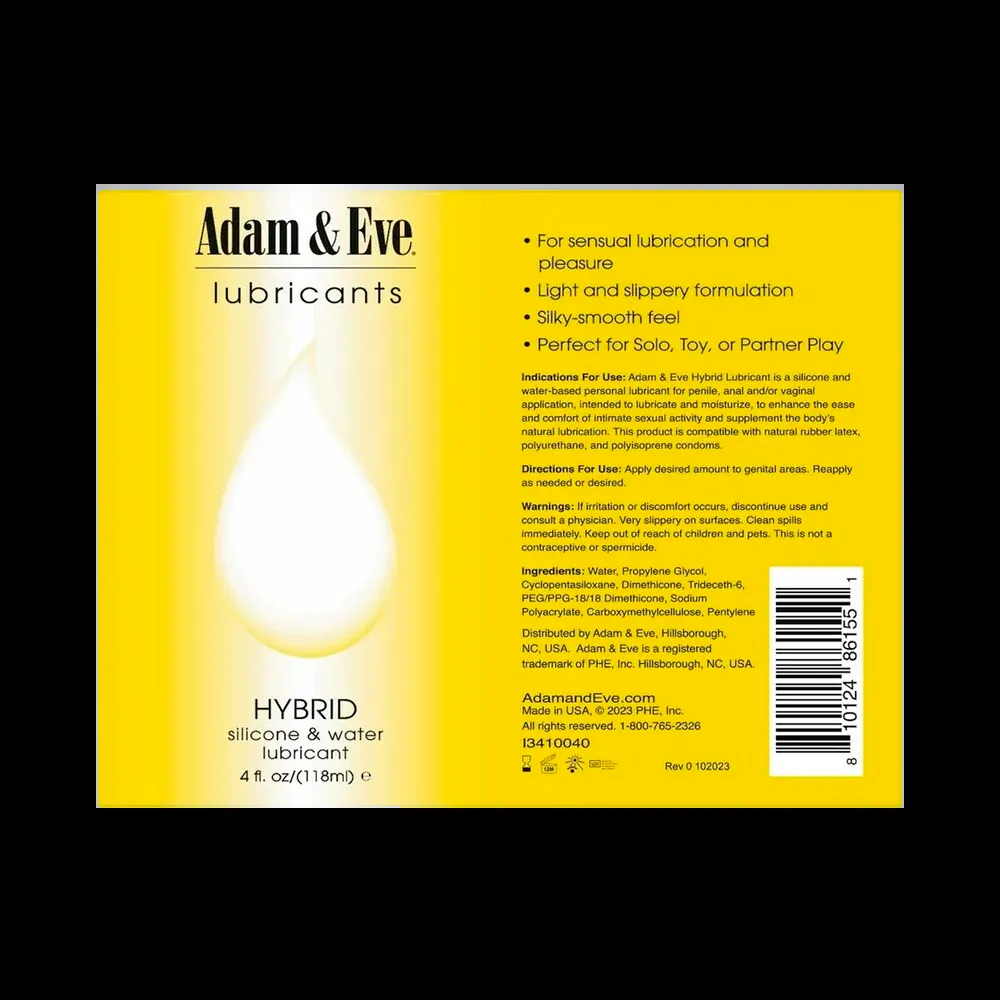 Adam & Eve®
lubricants
HYBRID
silicone & water
lubricant
4 fl. oz/(118ml) ℮
• For sensual lubrication and
pleasure
• Light and slippery formulation
• Silky-smooth feel
• Perfect for Solo, Toy, or Partner Play
Indications For Use: Adam & Eve Hybrid Lubricant is a silicone and
water-based personal lubricant for penile, anal and/or vaginal
application, intended to lubricate and moisturize, to enhance the ease
and comfort of intimate sexual activity and supplement the body's
natural lubrication. This product is compatible with natural rubber latex,
polyurethane, and polyisoprene condoms.
Directions For Use: Apply desired amount to genital areas. Reapply
as needed or desired.
Warnings: If irritation or discomfort occurs, discontinue use and
consult a physician. Very slippery on surfaces. Clean spills
immediately. Keep out of reach of children and pets. This is not a
contraceptive or spermicide.
Ingredients: Water, Propylene Glycol,
Cyclopentasiloxane, Dimethicone, Trideceth-6,
PEG/PPG-18/18 Dimethicone, Sodium
Polyacrylate, Carboxymethylcellulose, Pentylene
Distributed by Adam & Eve, Hillsborough,
NC, USA. Adam & Eve is a registered
trademark of PHE, Inc. Hillsborough, NC, USA.
AdamandEve.com
Made in USA, © 2023 PHE, Inc.
All rights reserved. 1-800-765-2326
I3410040
12M
Rev 0 102023
8 10124 86155 1